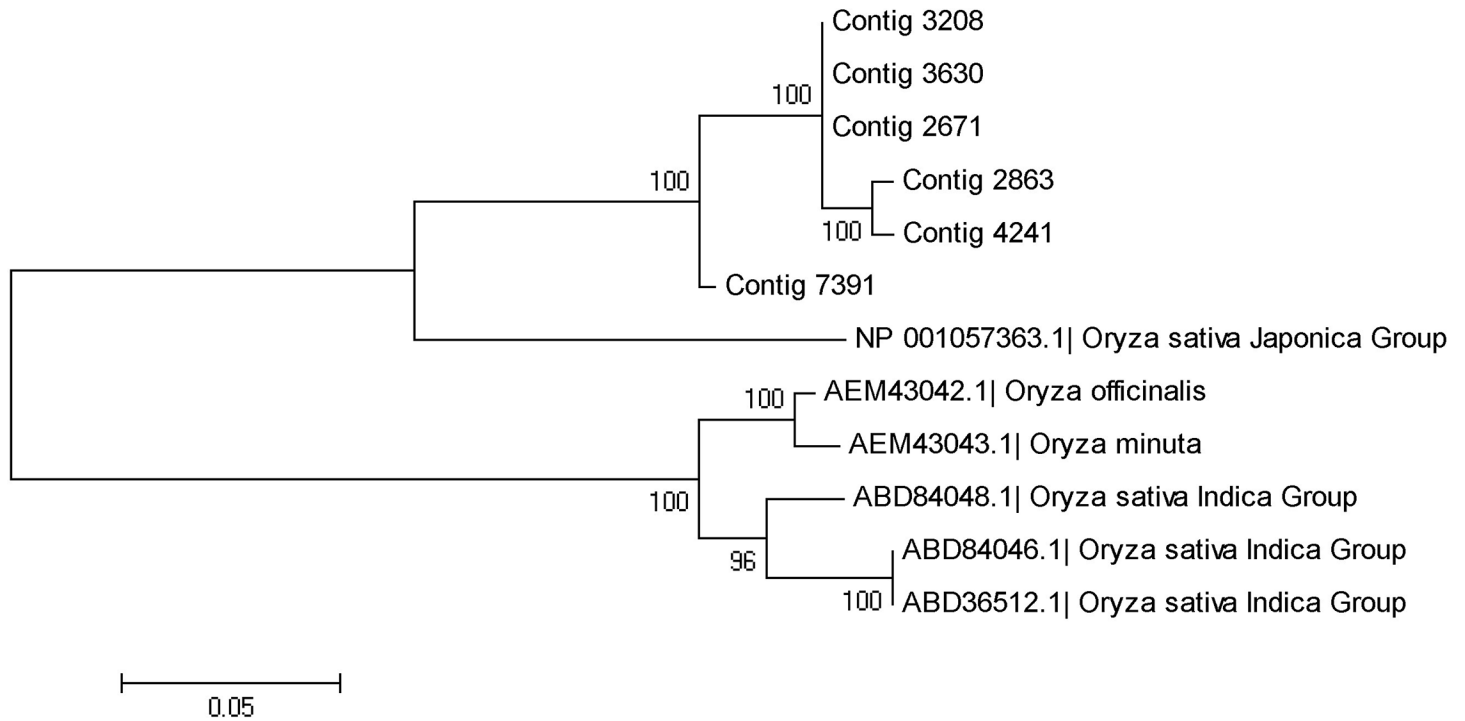 Contig 3208
Contig 3630
100
Contig 2671
100
Contig 2863
100
Contig 4241
Contig 7391
NP 001057363.1| Oryza sativa Japonica Group
100
AEM43042.1| Oryza officinalis
AEM43043.1| Oryza minuta
100
ABD84048.1| Oryza sativa Indica Group
96
ABD84046.1| Oryza sativa Indica Group
100
ABD36512.1| Oryza sativa Indica Group
0.05